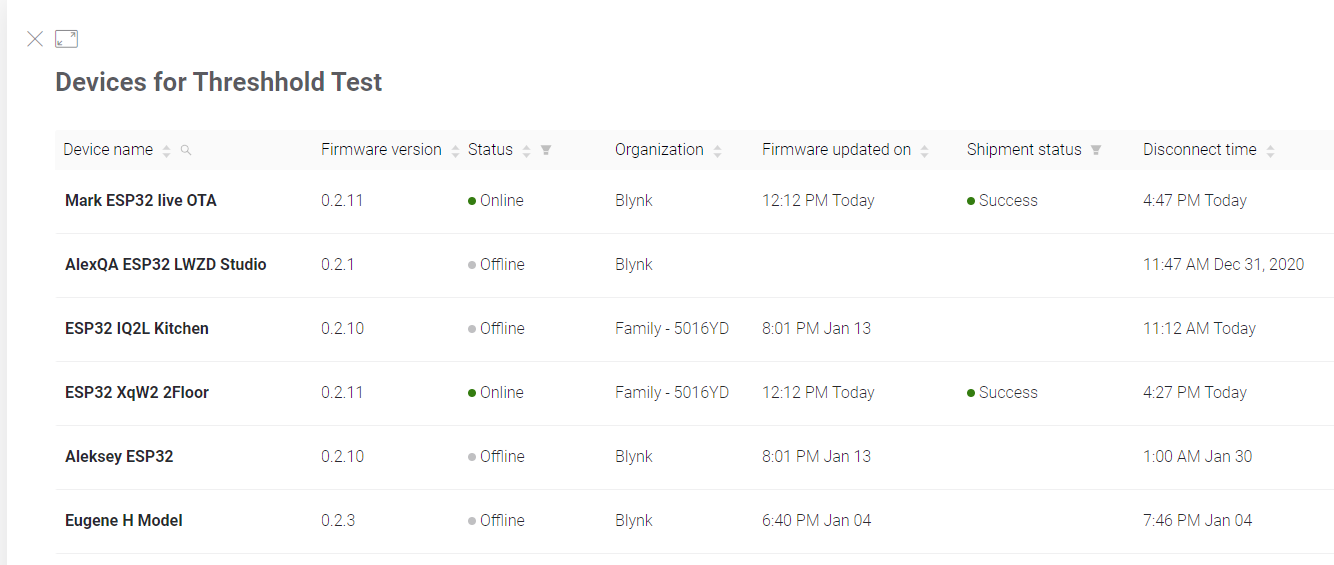 Devices for Threshhold Test
Device name Firmware version Status Organization Firmware updated on Shipment status Disconnect time
Mark ESP32 live OTA 0.2.11 Online Blynk 12:12 PM Today Success 4:47 PM Today
AlexQA ESP32 LWZD Studio 0.2.1 Offline Blynk 11:47 AM Dec 31, 2020
ESP32 IQ2L Kitchen 0.2.10 Offline Family - 5016YD 8:01 PM Jan 13 11:12 AM Today
ESP32 XqW2 2Floor 0.2.11 Online Family - 5016YD 12:12 PM Today Success 4:27 PM Today
Aleksey ESP32 0.2.10 Offline Blynk 8:01 PM Jan 13 1:00 AM Jan 30
Eugene H Model 0.2.3 Offline Blynk 6:40 PM Jan 04 7:46 PM Jan 04